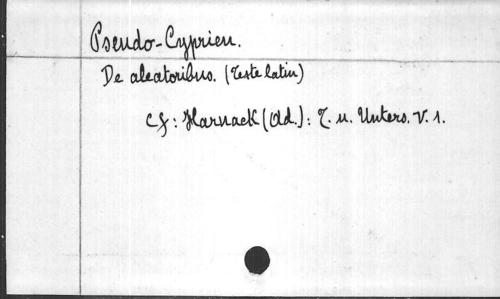 Pseudo-Cyprien.
De aleatoribus. (Texte latin)
Cf: Harnack (Ad.): T. u. Unters. V. 1.